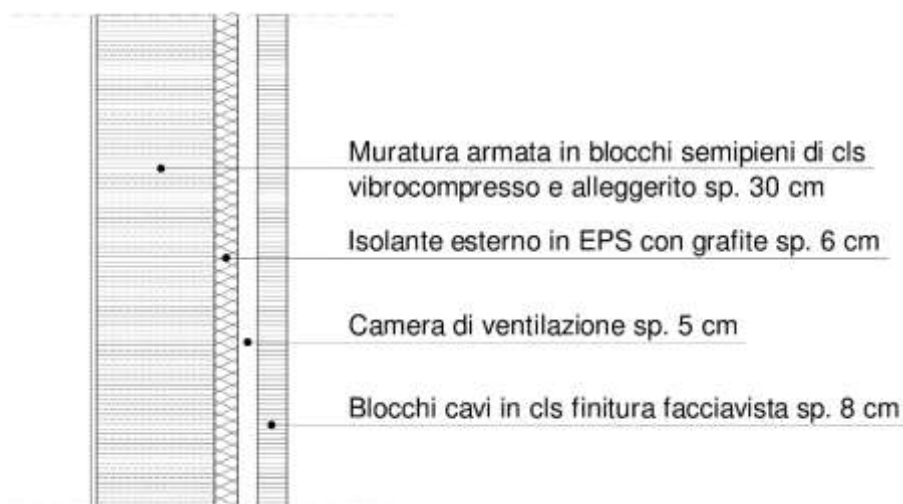 Muratura armata in blocchi semipieni di cls
vibrocompresso e alleggerito sp. 30 cm
Isolante esterno in EPS con grafite sp. 6 cm
Camera di ventilazione sp. 5 cm
Blocchi cavi in cls finitura facciavista sp. 8 cm